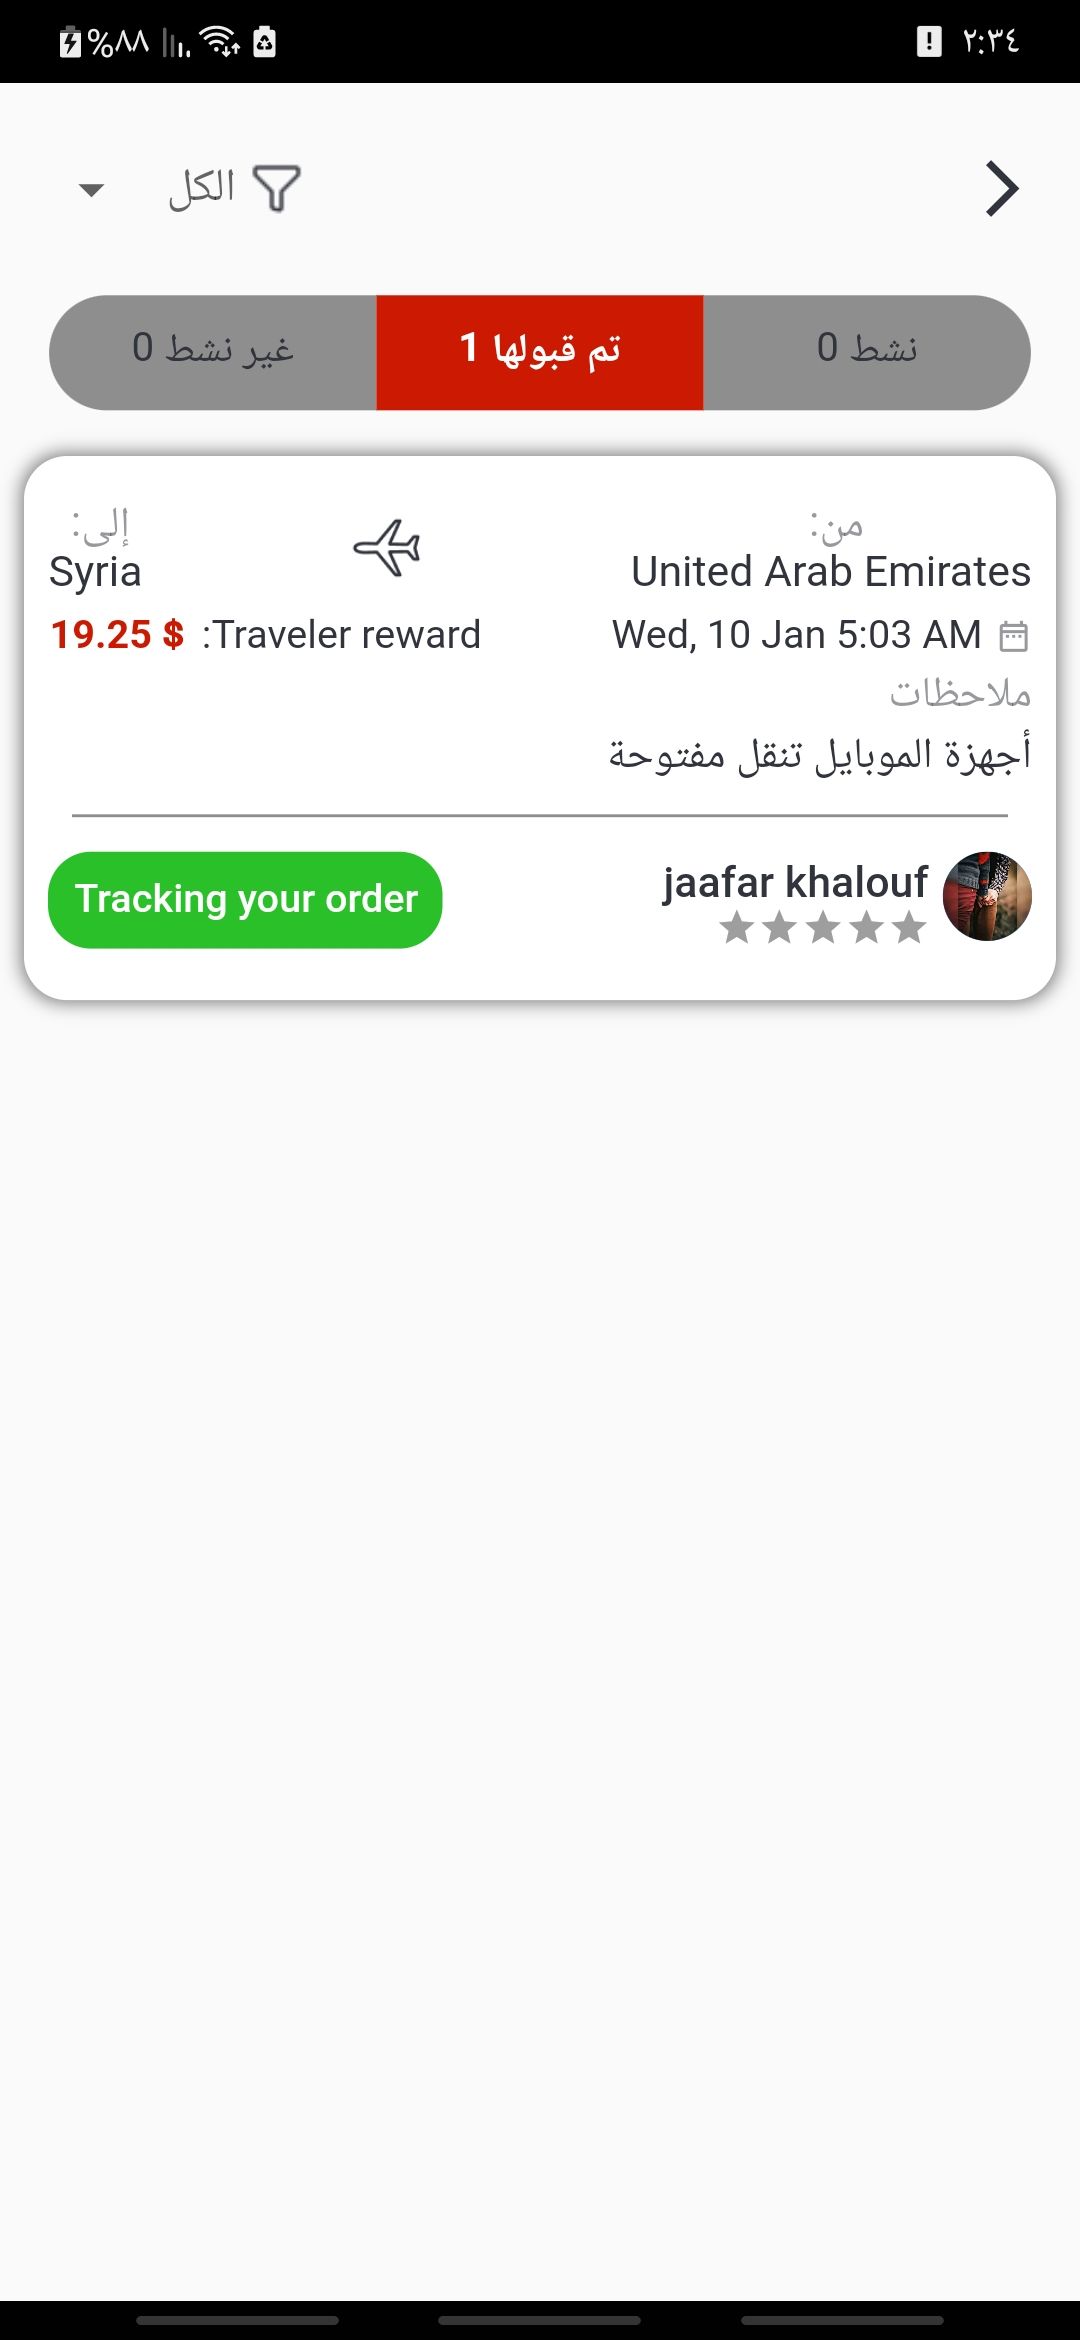 ٢:٣٤
%٨٨
الكل
نشط 0
تم قبولها 1
غير نشط 0
من:
إلى:
United Arab Emirates
Syria
Wed, 10 Jan 5:03 AM
:Traveler reward
19.25 $
ملاحظات
أجهزة الموبايل تنقل مفتوحة
jaafar khalouf
Tracking your order